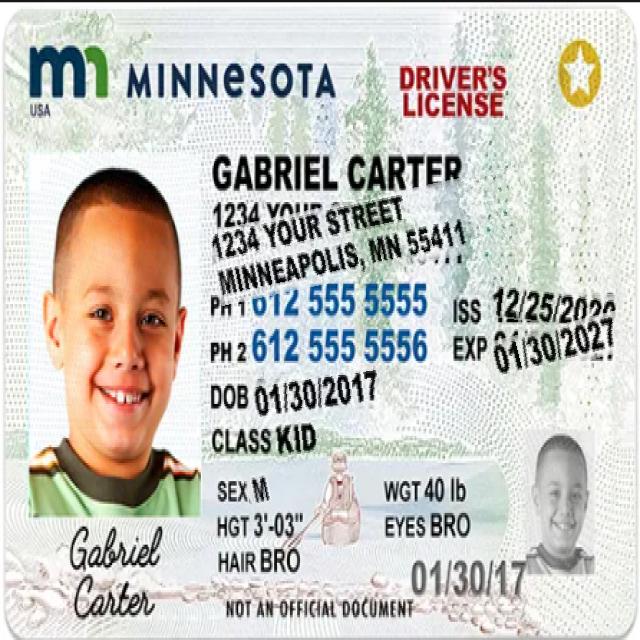 mn MINNeSOTA
USA
DRIVER'S
LICENSE
GABRIEL CARTER
1234 YOUR STREET
MINNEAPOLIS, MN 55411
PH 1 612 555 5555
ISS 12/25/2020
PH 2 612 555 5556
EXP 01/30/2027
DOB 01/30/2017
CLASS KID
SEX M
WGT 40 lb
HGT 3'-03"
EYES BRO
HAIR BRO
01/30/17
Gabriel
Carter
NOT AN OFFICIAL DOCUMENT